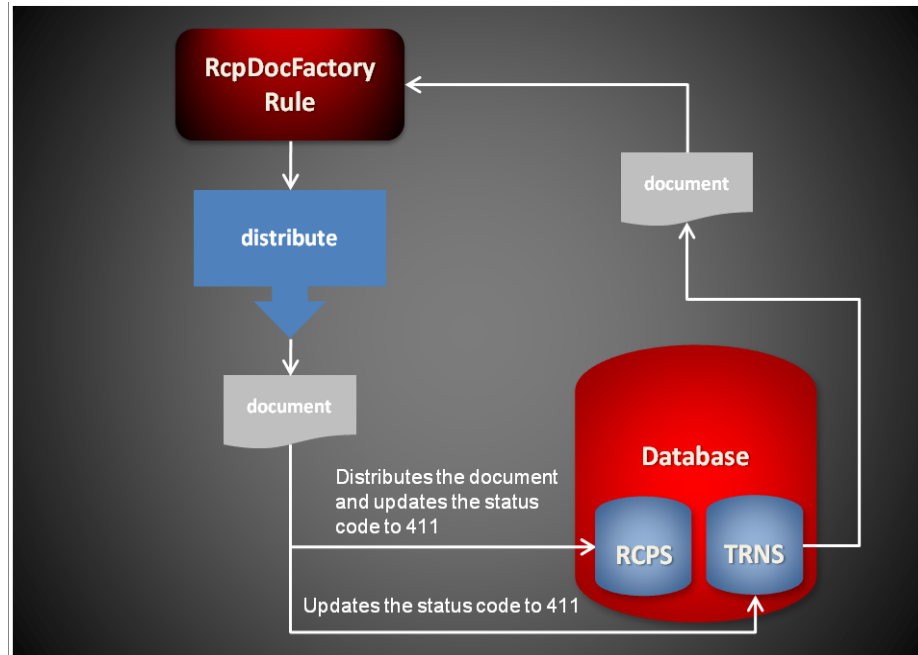 RcpDocFactory
Rule
document
distribute
document
Database
Distributes the document
and updates the status
code to 411
RCPS
TRNS
Updates the status code to 411